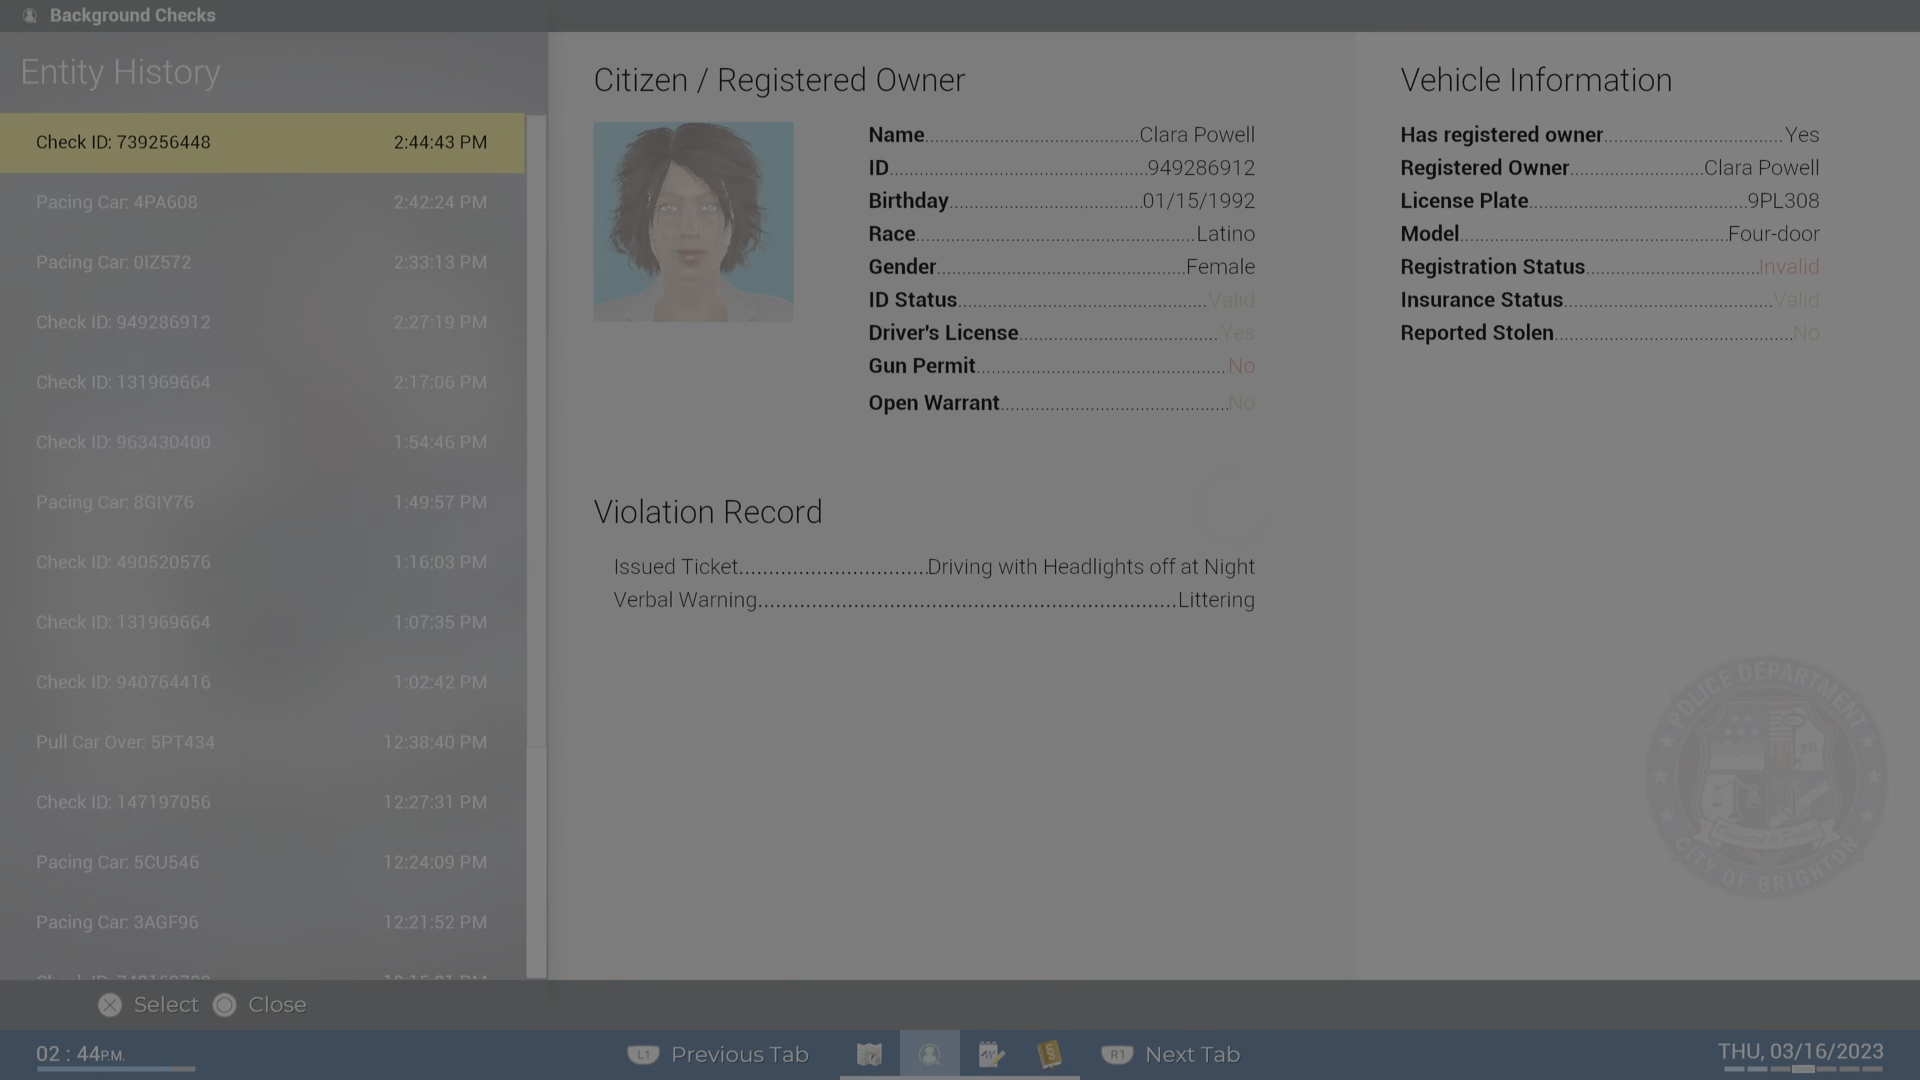 Background Checks
Entity History
Check ID: 739256448 2:44:43 PM
Pacing Car: 4PA608 2:42:24 PM
Pacing Car: 0IZ572 2:33:13 PM
Check ID: 949286912 2:27:19 PM
Check ID: 131969664 2:17:06 PM
Check ID: 963430400 1:54:46 PM
Pacing Car: 8GIY76 1:49:57 PM
Check ID: 490520576 1:16:03 PM
Check ID: 131969664 1:07:35 PM
Check ID: 940764416 1:02:42 PM
Pull Car Over: 5PT434 12:38:40 PM
Check ID: 147197056 12:27:31 PM
Pacing Car: 5CU546 12:24:09 PM
Pacing Car: 3AGF96 12:21:52 PM
Citizen / Registered Owner
Name Clara Powell
ID 949286912
Birthday 01/15/1992
Race Latino
Gender Female
ID Status Valid
Driver's License Yes
Gun Permit No
Open Warrant No
Violation Record
Issued Ticket Driving with Headlights off at Night
Verbal Warning Littering
Vehicle Information
Has registered owner Yes
Registered Owner Clara Powell
License Plate 9PL308
Model Four-door
Registration Status Invalid
Insurance Status Valid
Reported Stolen No
POLICE DEPARTMENT
CITY OF BRIGHTON
Select Close
02 : 44 P.M.
L1 Previous Tab
R1 Next Tab
THU, 03/16/2023